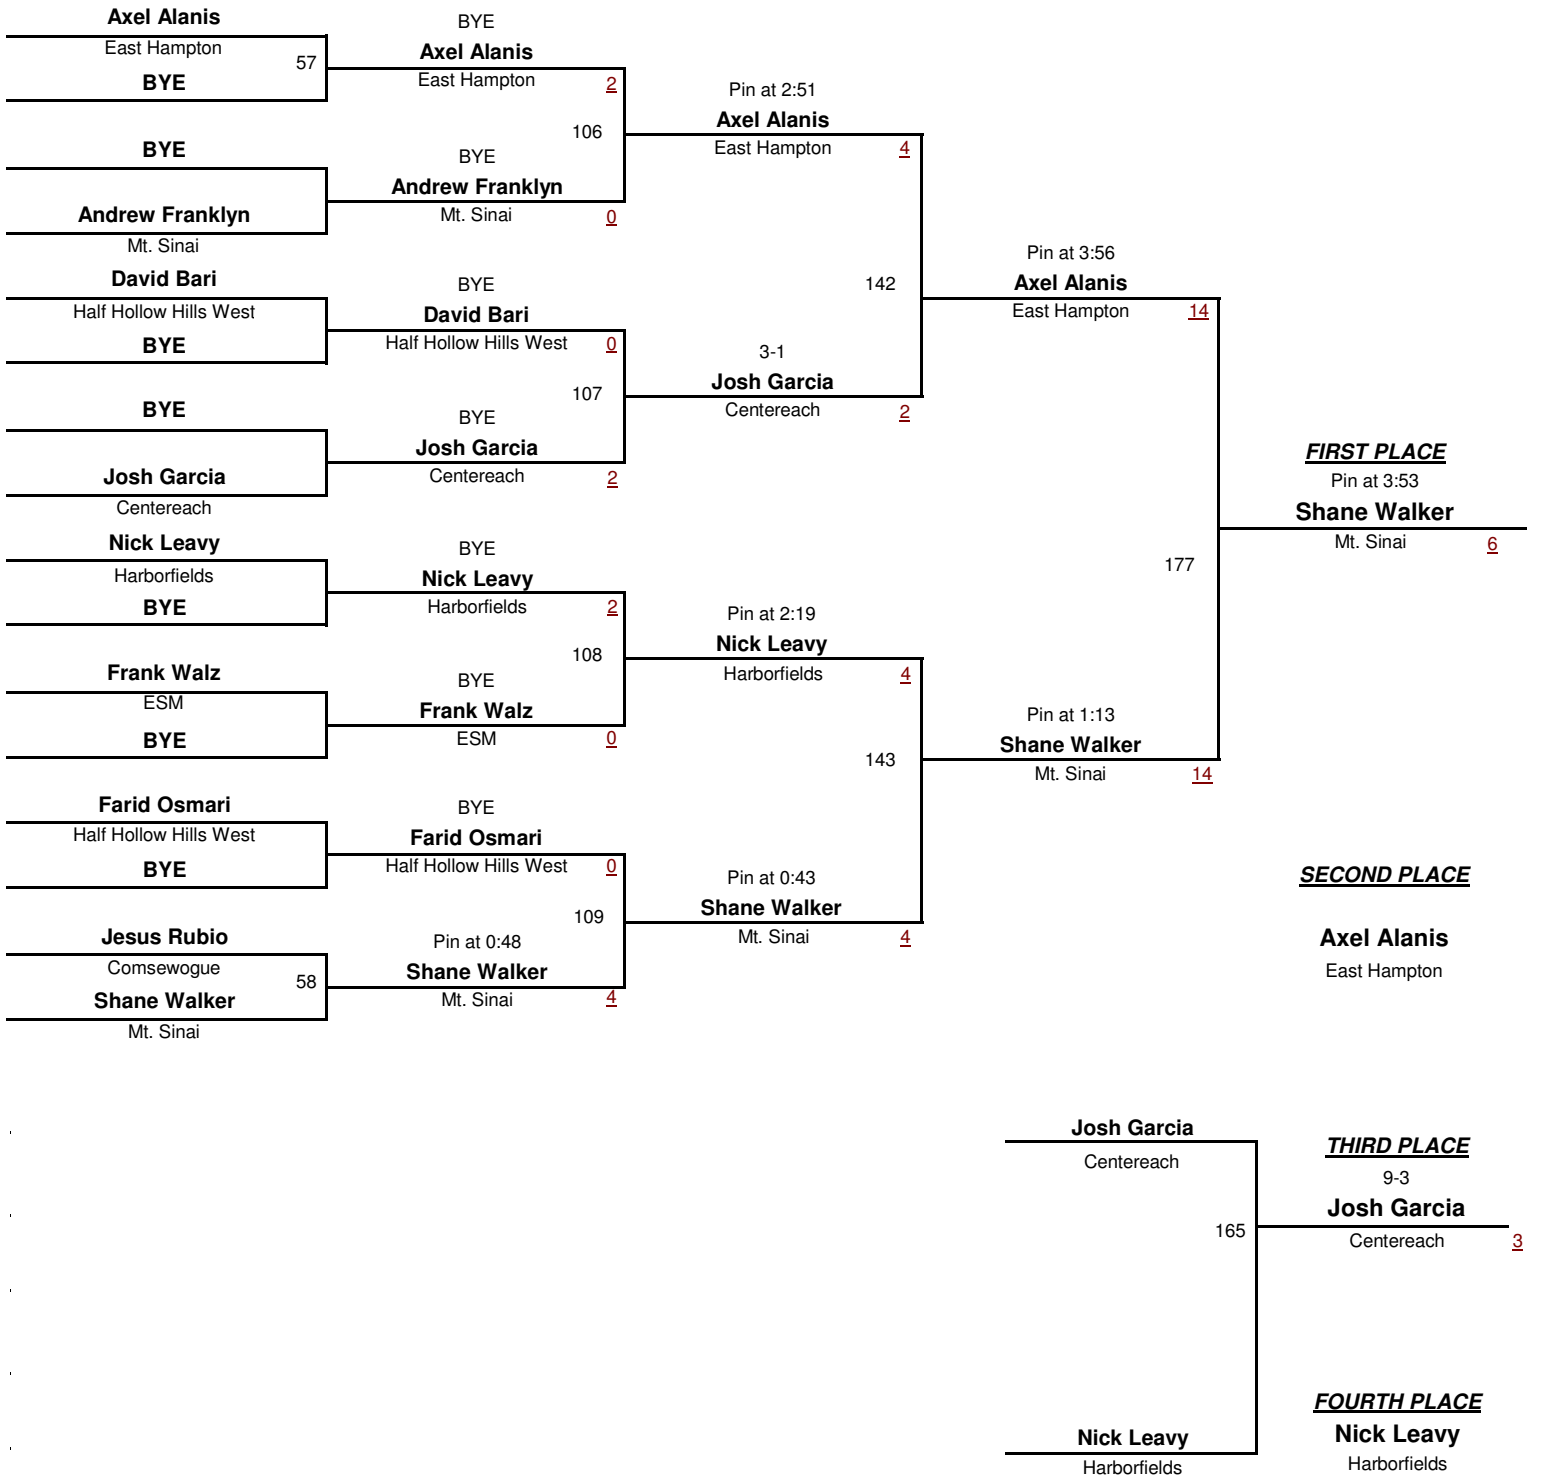 Axel Alanis
East Hampton
57
BYE
BYE
Andrew Franklyn
Mt. Sinai
David Bari
Half Hollow Hills West
BYE
BYE
Josh Garcia
Centereach
Nick Leavy
Harborfields
BYE
Frank Walz
ESM
BYE
Farid Osmari
Half Hollow Hills West
BYE
Jesus Rubio
Comsewogue
58
Shane Walker
Mt. Sinai
BYE
Axel Alanis
East Hampton 2
106
BYE
Andrew Franklyn
Mt. Sinai 0
BYE
David Bari
Half Hollow Hills West 0
107
BYE
Josh Garcia
Centereach 2
BYE
Nick Leavy
Harborfields 2
108
BYE
Frank Walz
ESM 0
BYE
Farid Osmari
Half Hollow Hills West 0
109
Pin at 0:48
Shane Walker
Mt. Sinai 4
Pin at 2:51
Axel Alanis
East Hampton 4
142
3-1
Josh Garcia
Centereach 2
Pin at 2:19
Nick Leavy
Harborfields 4
143
Pin at 0:43
Shane Walker
Mt. Sinai 4
Pin at 3:56
Axel Alanis
East Hampton 14
177
Pin at 1:13
Shane Walker
Mt. Sinai 14
FIRST PLACE
Pin at 3:53
Shane Walker
Mt. Sinai 6
SECOND PLACE
Axel Alanis
East Hampton
Josh Garcia
Centereach
165
Nick Leavy
Harborfields
THIRD PLACE
9-3
Josh Garcia
Centereach 3
FOURTH PLACE
Nick Leavy
Harborfields